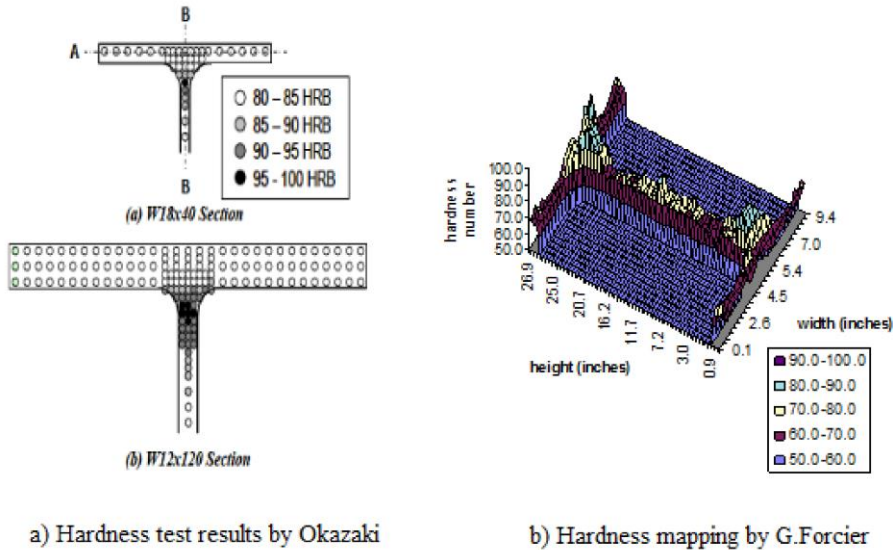 B
A
80 – 85 HRB
85 – 90 HRB
90 – 95 HRB
95 - 100 HRB
B
(a) W18x40 Section
(b) W12x120 Section
a) Hardness test results by Okazaki
hardness
number
100.0
90.0
80.0
70.0
60.0
50.0
26.9
25.0
20.7
16.2
11.7
7.2
3.0
0.9
height (inches)
9.4
7.0
5.4
4.5
2.6
0.1
width (inches)
90.0-100.0
80.0-90.0
70.0-80.0
60.0-70.0
50.0-60.0
b) Hardness mapping by G.Forcier